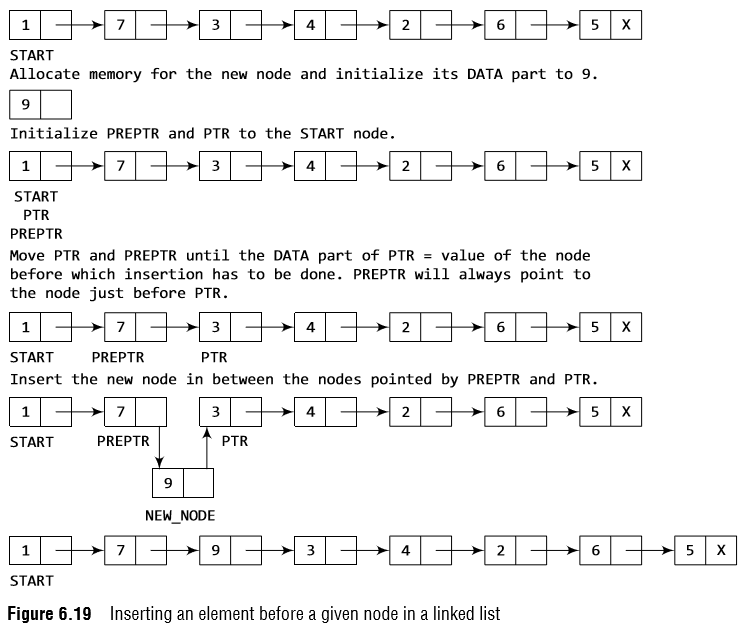 1 7 3 4 2 6 5 X
START
Allocate memory for the new node and initialize its DATA part to 9.
9
Initialize PREPTR and PTR to the START node.
1 7 3 4 2 6 5 X
START
PTR
PREPTR
Move PTR and PREPTR until the DATA part of PTR = value of the node
before which insertion has to be done. PREPTR will always point to
the node just before PTR.
1 7 3 4 2 6 5 X
START PREPTR PTR
Insert the new node in between the nodes pointed by PREPTR and PTR.
1 7 3 4 2 6 5 X
START PREPTR PTR
9
NEW_NODE
1 7 9 3 4 2 6 5 X
START
Figure 6.19 Inserting an element before a given node in a linked list